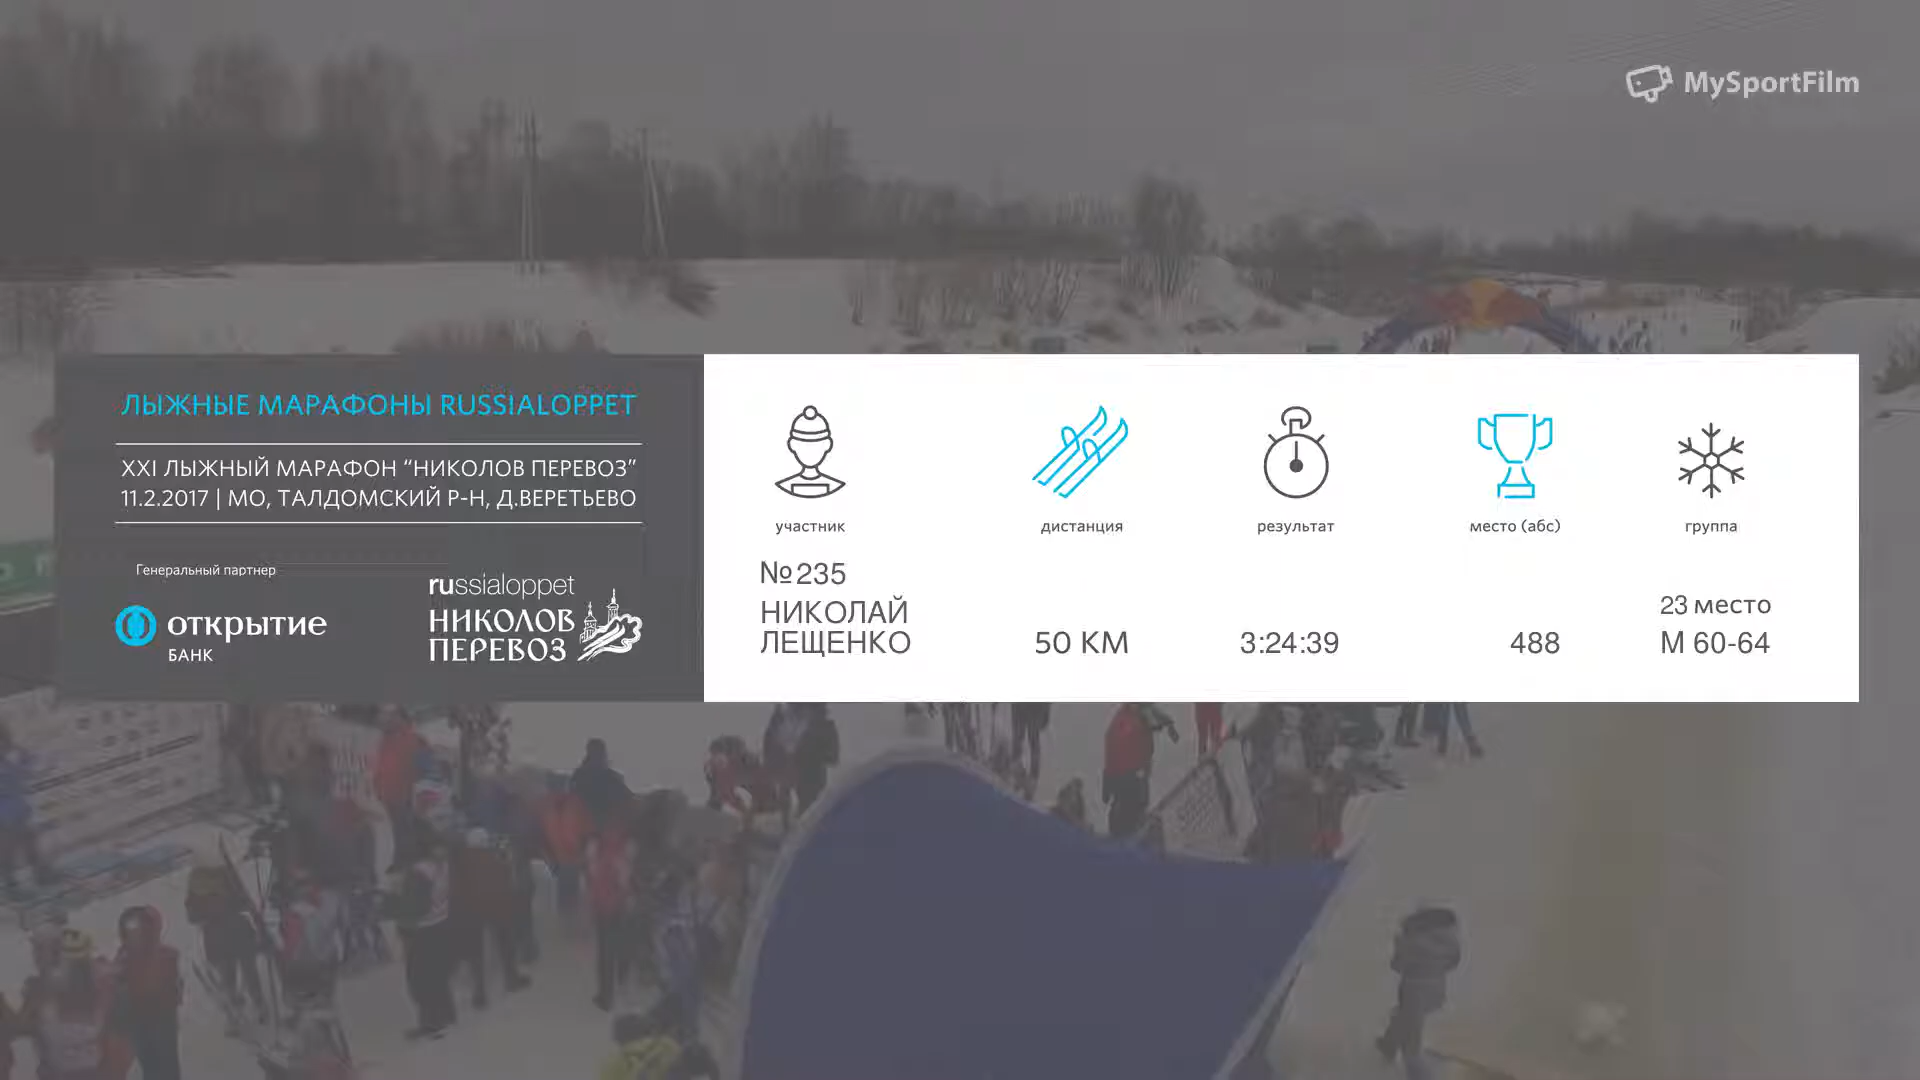 MySportFilm
ЛЫЖНЫЕ МАРАФОНЫ RUSSIALOPPET
XXI ЛЫЖНЫЙ МАРАФОН “НИКОЛОВ ПЕРЕВОЗ”
11.2.2017 | МО, ТАЛДОМСКИЙ Р-Н, Д.ВЕРЕТЬЕВО
Генеральный партнер
открытие
БАНК
russialoppet
НИКОЛОВ
ПЕРЕВОЗ
участник
дистанция
результат
место (абс)
группа
№235
НИКОЛАЙ
ЛЕЩЕНКО
50 КМ
3:24:39
488
23 место
М 60-64